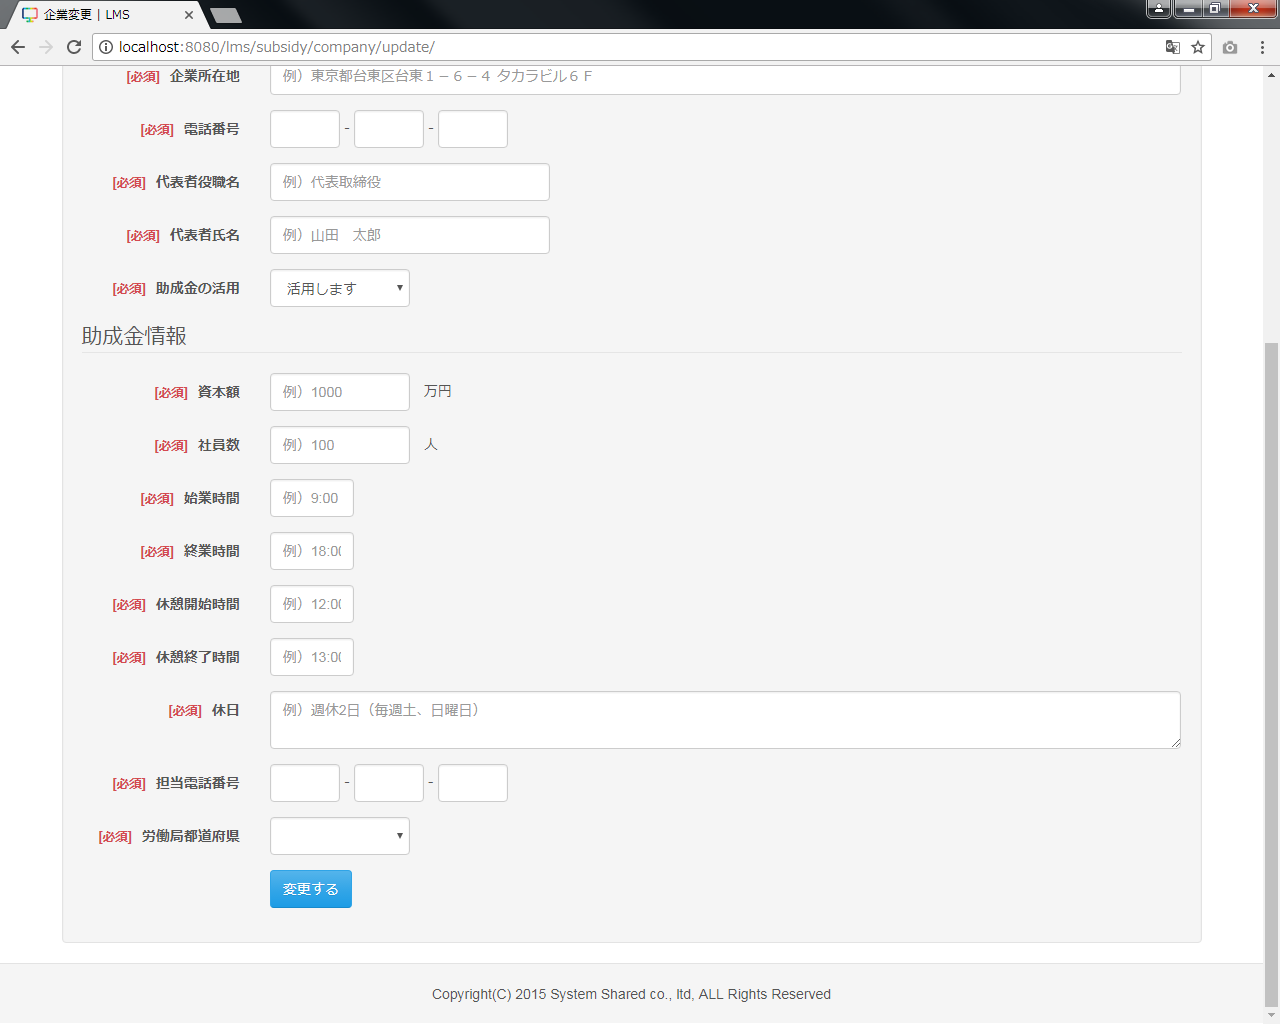 企業変更 | LMS
localhost:8080/lms/subsidy/company/update/
[必須] 企業所在地 例）東京都台東区台東１－６－４ タカラビル６Ｆ
[必須] 電話番号 - -
[必須] 代表者役職名 例）代表取締役
[必須] 代表者氏名 例）山田　太郎
[必須] 助成金の活用 活用します
助成金情報
[必須] 資本額 例）1000 万円
[必須] 社員数 例）100 人
[必須] 始業時間 例）9:00
[必須] 終業時間 例）18:00
[必須] 休憩開始時間 例）12:00
[必須] 休憩終了時間 例）13:00
[必須] 休日 例）週休2日（毎週土、日曜日）
[必須] 担当電話番号 - -
[必須] 労働局都道府県
変更する
Copyright(C) 2015 System Shared co., ltd, ALL Rights Reserved